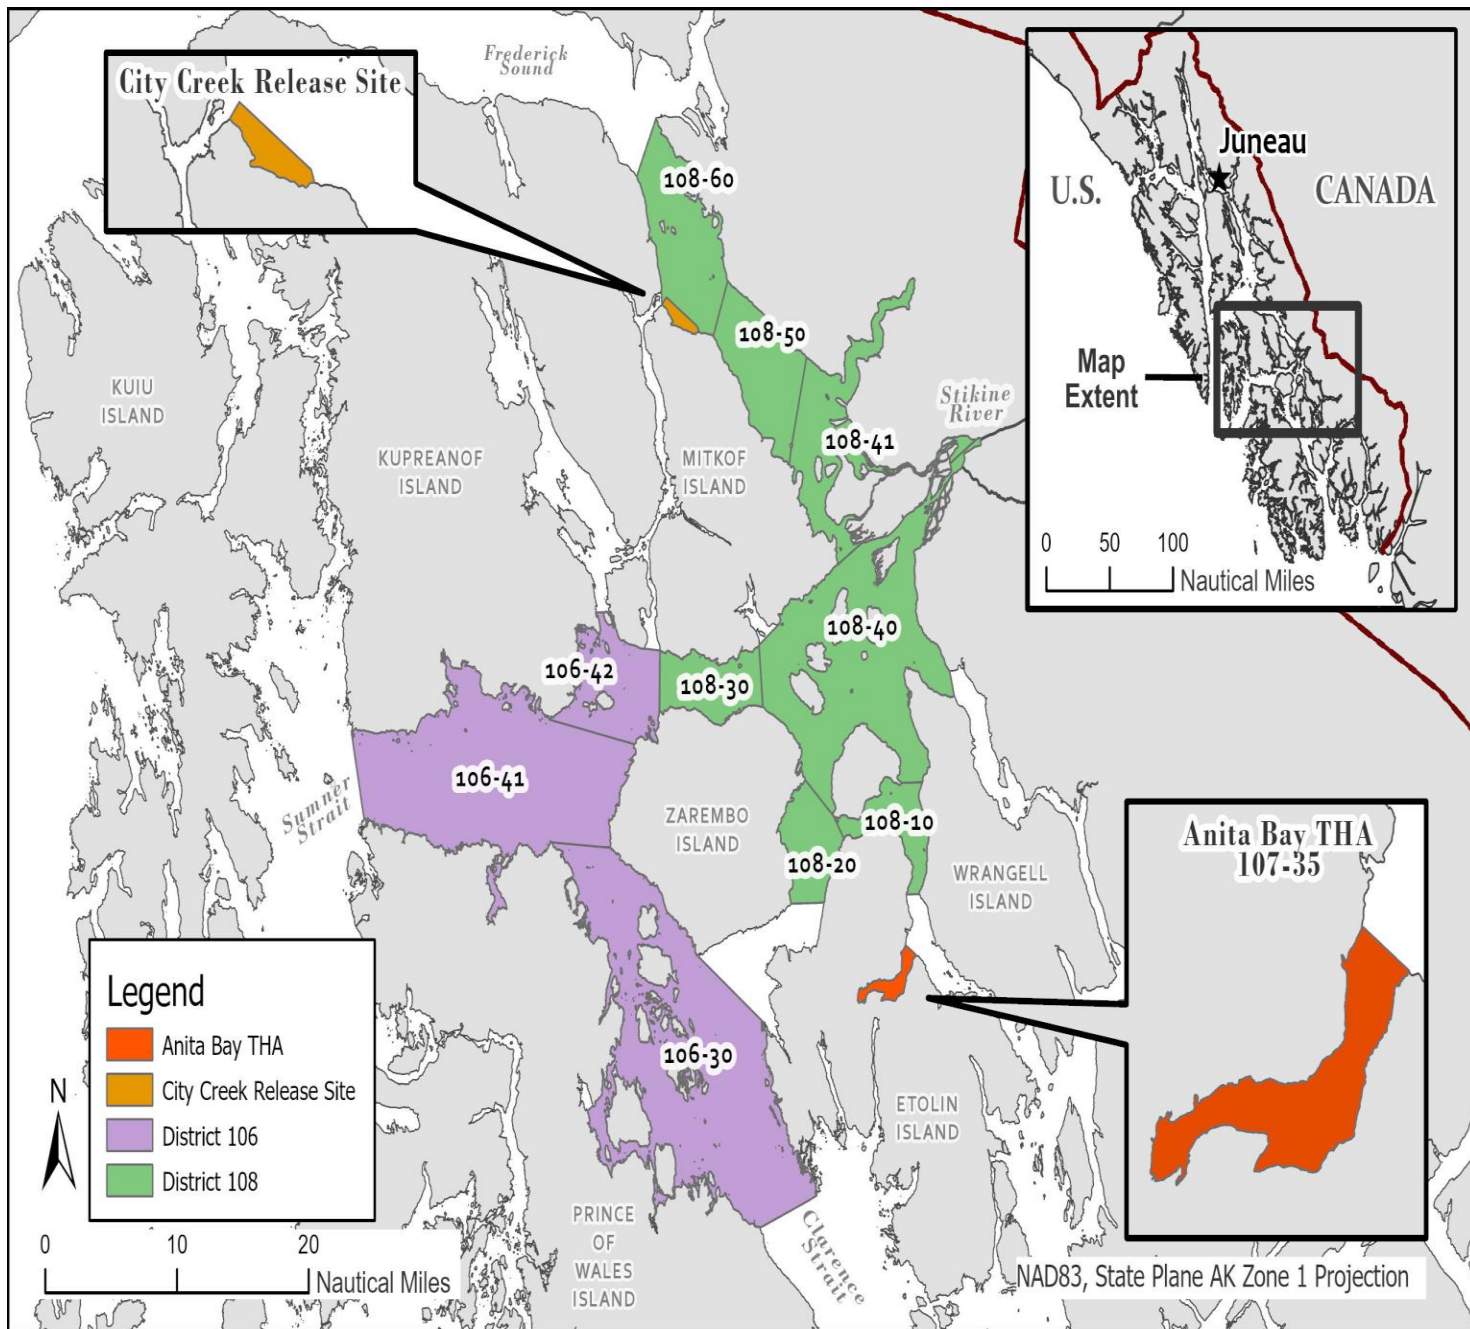 Frederick
Sound
City Creek Release Site
Juneau
U.S.
CANADA
Map
Extent
0 50 100
Nautical Miles
108-60
108-50
108-41
Stikine
River
KUIU
ISLAND
KUPREANOF
ISLAND
MITKOF
ISLAND
108-40
106-42
108-30
106-41
Sumner
Strait
ZAREMBO
ISLAND
108-10
108-20
WRANGELL
ISLAND
Anita Bay THA
107-35
106-30
ETOLIN
ISLAND
PRINCE
OF
WALES
ISLAND
Clarence
Strait
Legend
Anita Bay THA
City Creek Release Site
District 106
District 108
N
0 10 20
Nautical Miles
NAD83, State Plane AK Zone 1 Projection